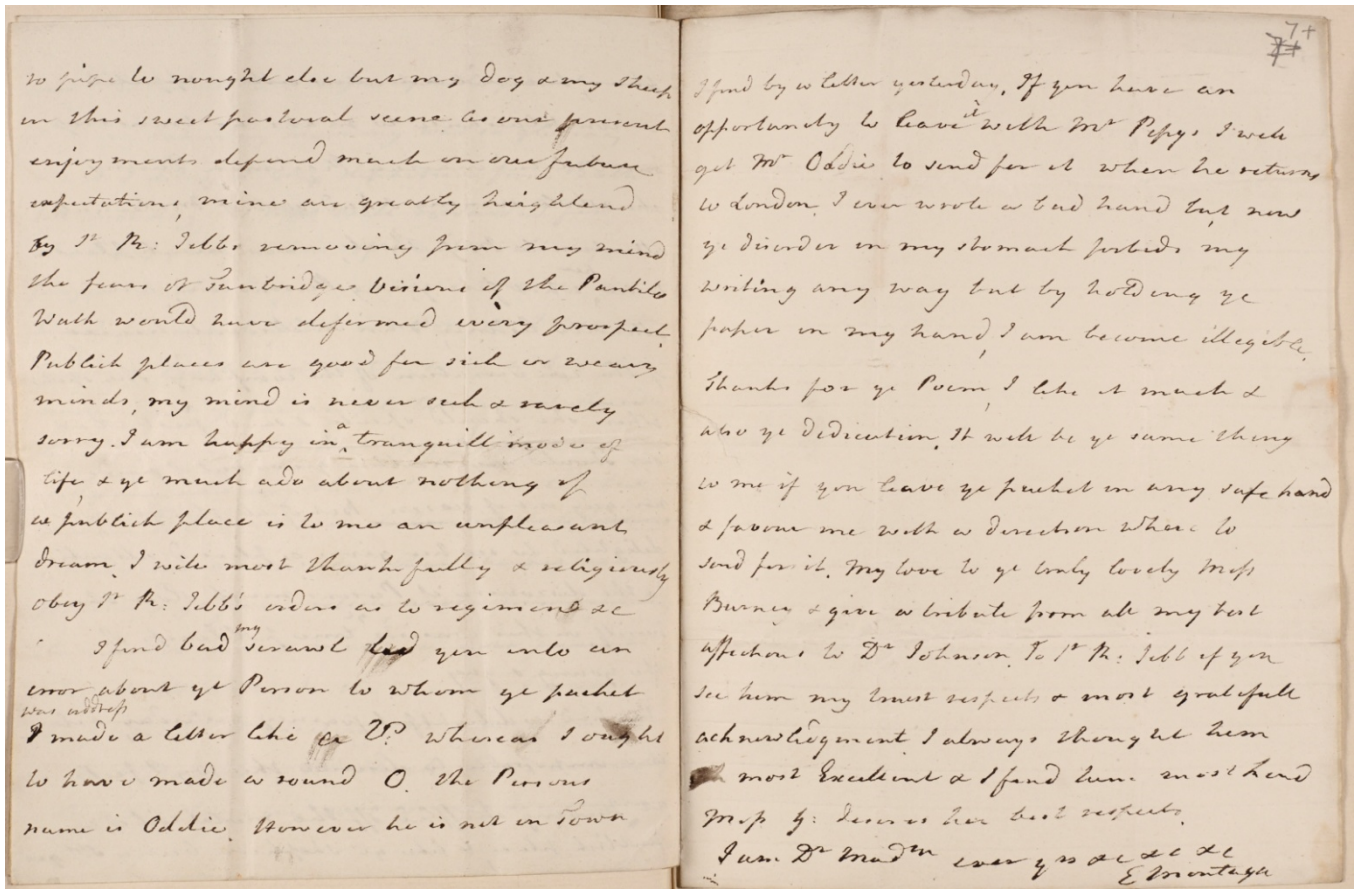 to pipe to nought else but my Dog & my Sheep
in this sweet pastoral scene. As our present
enjoyments depend much on our future
expectations, mine are greatly heightend
by Sr R: Jebbs removing from my mind
the fears of Tunbridge. Visions of the Pantiles
Walk would have deformed every prospect.
Publick places are good for sick or weary
minds, my mind is never sick & rarely
sorry. I am happy in a tranquill mode of
life, & ye much ado about nothing of
a publick place is to me an unpleasant
dream. I will most thankfully & religiously
obey Sr R: Jebb's orders as to regimen &c
I find bad my scrawl led you into an
error about ye Person to whom ye packet
was addresst
I made a letter like a V? whereas I ought
to have made a round O. the Persons
name is Oddie. However he is not in Town
7+
I find by a letter yesterday. If you have an
opportunity to leave it with Mr Pepys I will
get Mr Oddie to send for it when he returns
to London. I ever wrote a bad hand but now
ye disorder in my stomach forbids my
writing any way but by holding ye
paper in my hand, I am become illegible.
Thanks for ye Poem, I like it much &
also ye dedication. It will be ye same thing
to me if you leave ye packet in any safe hand
& favour me with a direction where to
send for it. My love to ye truly lovely Miss
Burney & give a tribute from all my best
affections to Dr Johnson. To Sr R: Jebb if you
see him my truest respects & most gratefull
acknowledgment. I always thought him
most Excellent & I find him most kind
Miss G: desires her best respects.
I am Dr Madm ever yrs &c &c &c
E Montagu